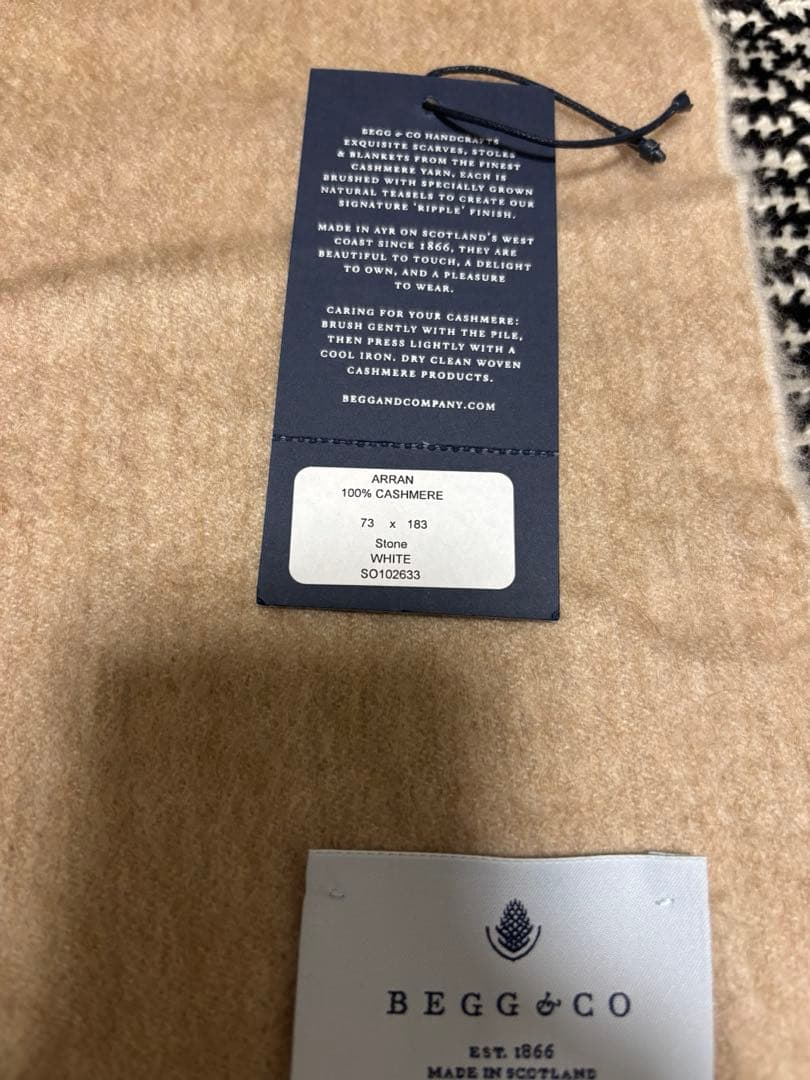 BEGG & CO HANDCRAFTS
EXQUISITE SCARVES, STOLES
& BLANKETS FROM THE FINEST
CASHMERE YARN, EACH IS
BRUSHED WITH SPECIALLY GROWN
NATURAL TEASELS TO CREATE OUR
SIGNATURE 'RIPPLE' FINISH.
MADE IN AYR ON SCOTLAND'S WEST
COAST SINCE 1866, THEY ARE
BEAUTIFUL TO TOUCH, A DELIGHT
TO OWN, AND A PLEASURE
TO WEAR.
CARING FOR YOUR CASHMERE:
BRUSH GENTLY WITH THE PILE,
THEN PRESS LIGHTLY WITH A
COOL IRON. DRY CLEAN WOVEN
CASHMERE PRODUCTS.
BEGGANDCOMPANY.COM
ARRAN
100% CASHMERE
73 x 183
Stone
WHITE
SO102633
BEGG & CO
EST. 1866
MADE IN SCOTLAND